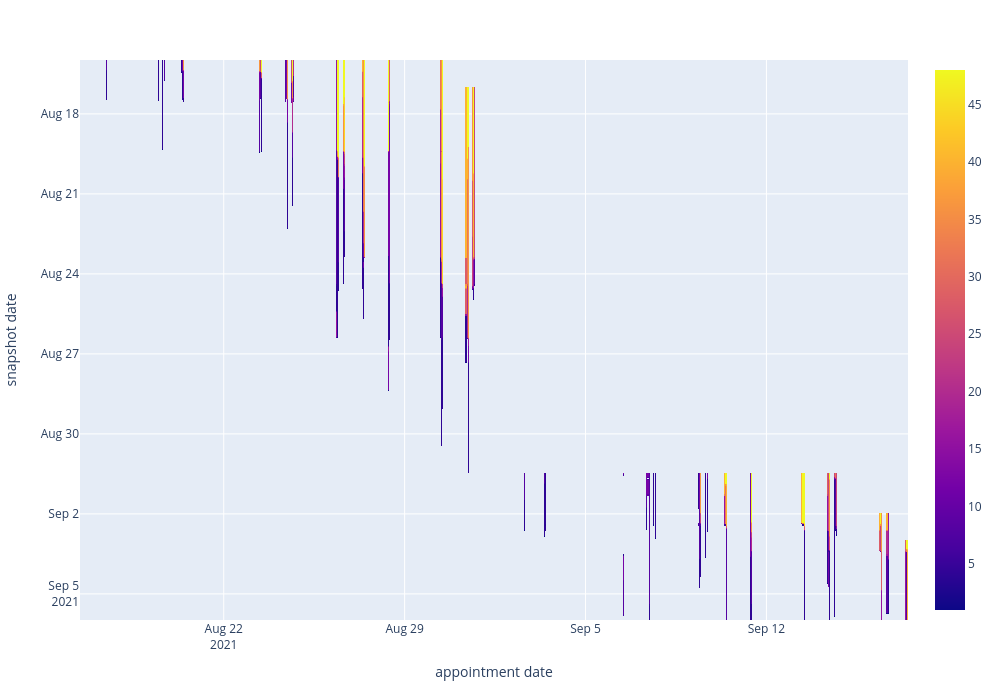 Aug 18
Aug 21
Aug 24
Aug 27
Aug 30
Sep 2
Sep 5
2021
snapshot date
Aug 22
2021
Aug 29
Sep 5
Sep 12
appointment date
45
40
35
30
25
20
15
10
5